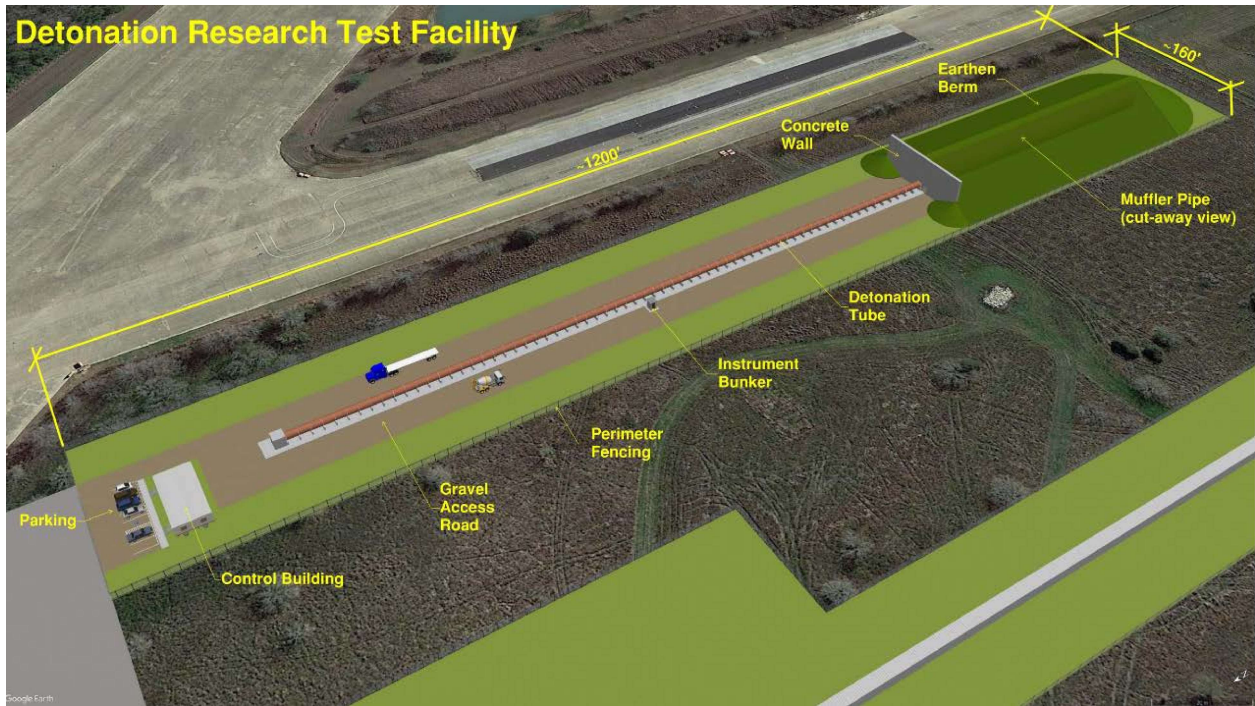 Detonation Research Test Facility
~160'
Earthen
Berm
Concrete
Wall
~1200'
Muffler Pipe
(cut-away view)
Detonation
Tube
Instrument
Bunker
Perimeter
Fencing
Gravel
Access
Road
Parking
Control Building
Google Earth